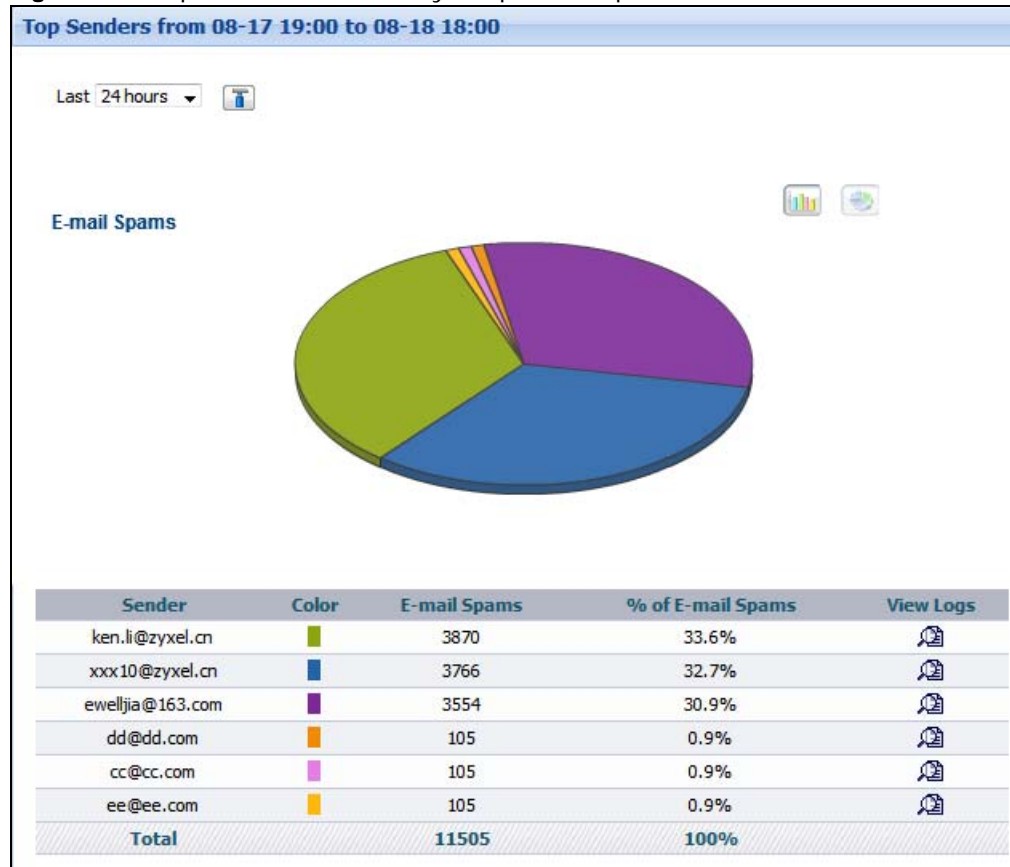 Top Senders from 08-17 19:00 to 08-18 18:00
Last 24 hours
E-mail Spams
Sender Color E-mail Spams % of E-mail Spams View Logs
ken.li@zyxel.cn 3870 33.6%
xxx10@zyxel.cn 3766 32.7%
ewelljia@163.com 3554 30.9%
dd@dd.com 105 0.9%
cc@cc.com 105 0.9%
ee@ee.com 105 0.9%
Total 11505 100%